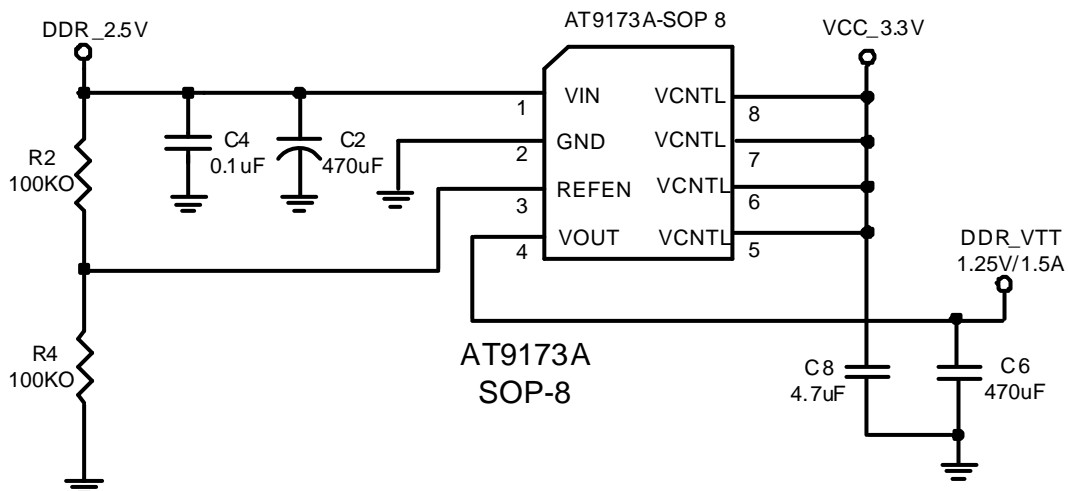 AT9173A-SOP 8
DDR_2.5V
VCC_3.3V
1
VIN
VCNTL
8
C4
0.1uF
C2
470uF
2
GND
VCNTL
7
R2
100KO
3
REFEN
VCNTL
6
4
VOUT
VCNTL
5
DDR_VTT
1.25V/1.5A
R4
100KO
AT9173A
SOP-8
C8
4.7uF
C6
470uF